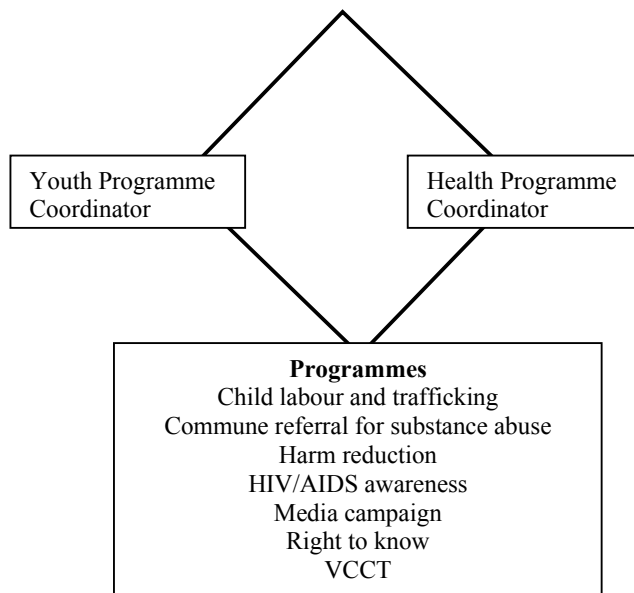 Youth Programme
Coordinator
Health Programme
Coordinator
Programmes
Child labour and trafficking
Commune referral for substance abuse
Harm reduction
HIV/AIDS awareness
Media campaign
Right to know
VCCT